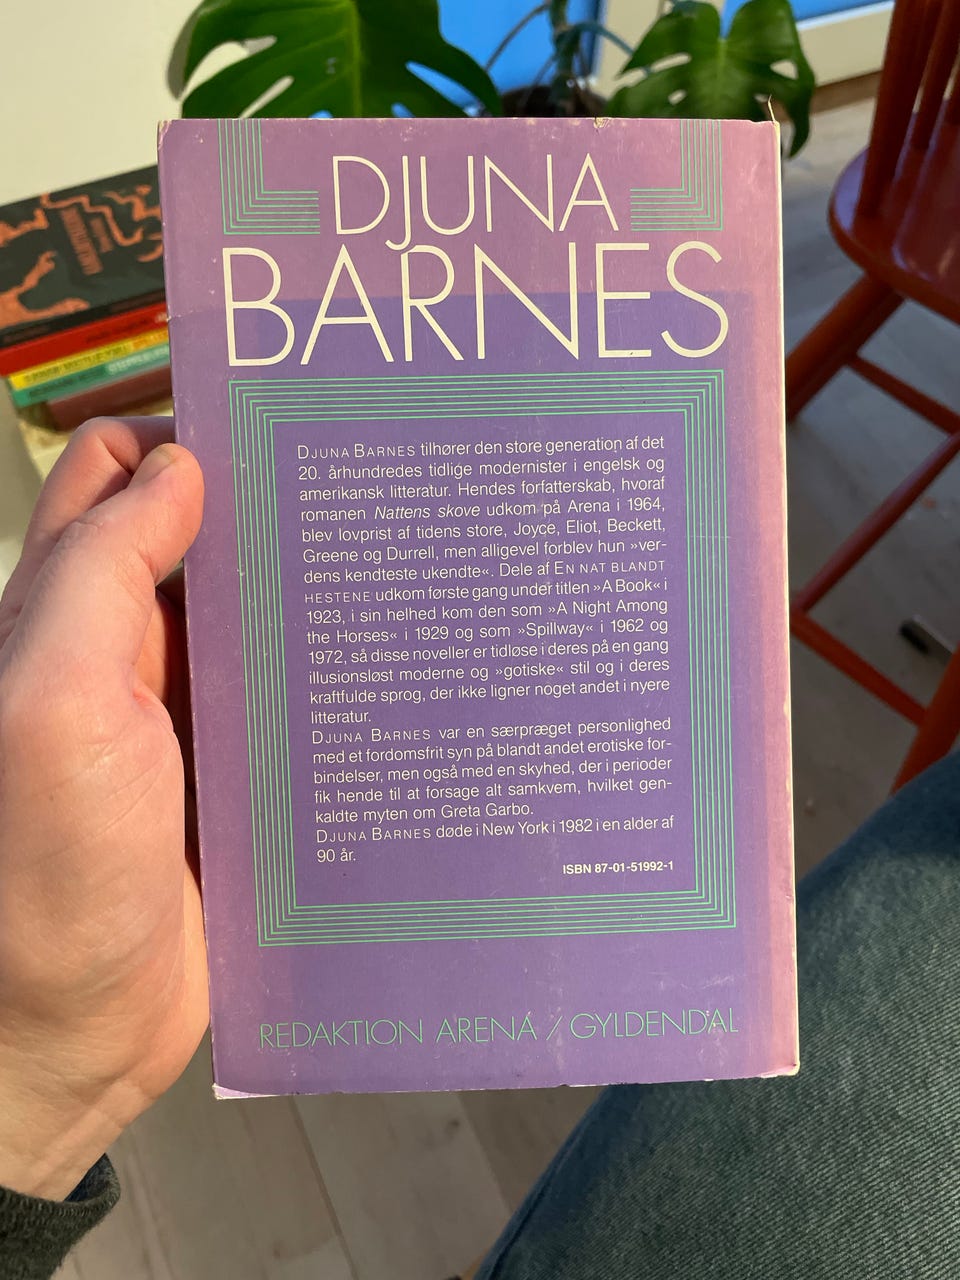 DJUNA
BARNES
DJUNA BARNES tilhører den store generation af det
20. århundredes tidlige modernister i engelsk og
amerikansk litteratur. Hendes forfatterskab, hvoraf
romanen Nattens skove udkom på Arena i 1964,
blev lovprist af tidens store, Joyce, Eliot, Beckett,
Greene og Durrell, men alligevel forblev hun »ver-
dens kendteste ukendte«. Dele af EN NAT BLANDT
HESTENE udkom første gang under titlen »A Book« i
1923, i sin helhed kom den som »A Night Among
the Horses« i 1929 og som »Spillway« i 1962 og
1972, så disse noveller er tidløse i deres på en gang
illusionsløst moderne og »gotiske« stil og i deres
kraftfulde sprog, der ikke ligner noget andet i nyere
litteratur.
DJUNA BARNES var en særpræget personlighed
med et fordomsfrit syn på blandt andet erotiske for-
bindelser, men også med en skyhed, der i perioder
fik hende til at forsage alt samkvem, hvilket gen-
kaldte myten om Greta Garbo.
DJUNA BARNES døde i New York i 1982 i en alder af
90 år.
ISBN 87-01-51992-1
REDAKTION ARENA / GYLDENDAL